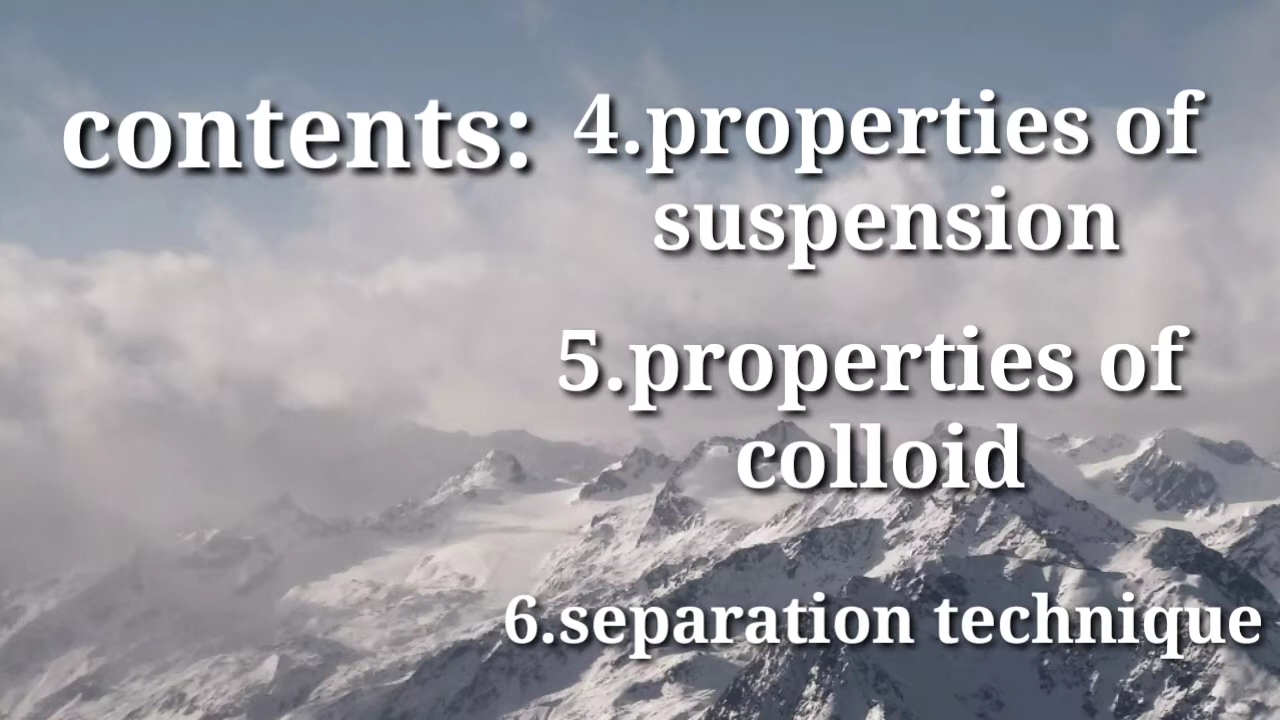 contents:
4.properties of
suspension
5.properties of
colloid
6.separation technique